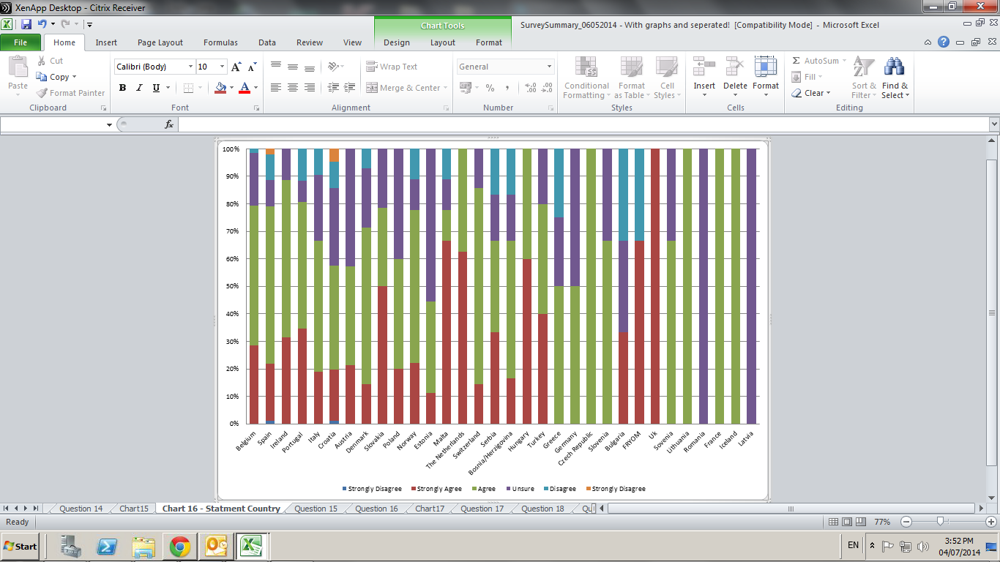 XenApp Desktop - Citrix Receiver
Chart Tools
SurveySummary_06052014 - With graphs and seperated! [Compatibility Mode] - Microsoft Excel
File Home Insert Page Layout Formulas Data Review View Design Layout Format
Cut
Copy
Format Painter
Paste
Clipboard
Calibri (Body) 10
B I U
Font
Wrap Text
Merge & Center
Alignment
General
% ,
Number
Conditional Formatting
Format as Table
Cell Styles
Styles
Insert Delete Format
Cells
AutoSum
Fill
Clear
Sort & Filter
Find & Select
Editing
fx
100%
90%
80%
70%
60%
50%
40%
30%
20%
10%
0%
Belgium
Spain
Ireland
Portugal
Italy
Croatia
Austria
Denmark
Slovakia
Poland
Norway
Estonia
Malta
The Netherlands
Switzerland
Serbia
Bosnia/Herzigovina
Hungary
Turkey
Greece
Germany
Czech Republic
Slovenia
Bulgaria
FRYOM
Uk
Sovenia
Lithuania
Romania
France
Iceland
Latvia
Strongly Disagree Strongly Agree Agree Unsure Disagree Strongly Disagree
Question 14 Chart15 Chart 16 - Statment Country Question 15 Question 16 Chart17 Question 17 Question 18 Qu
Ready
77%
Start
EN
3:52 PM
04/07/2014